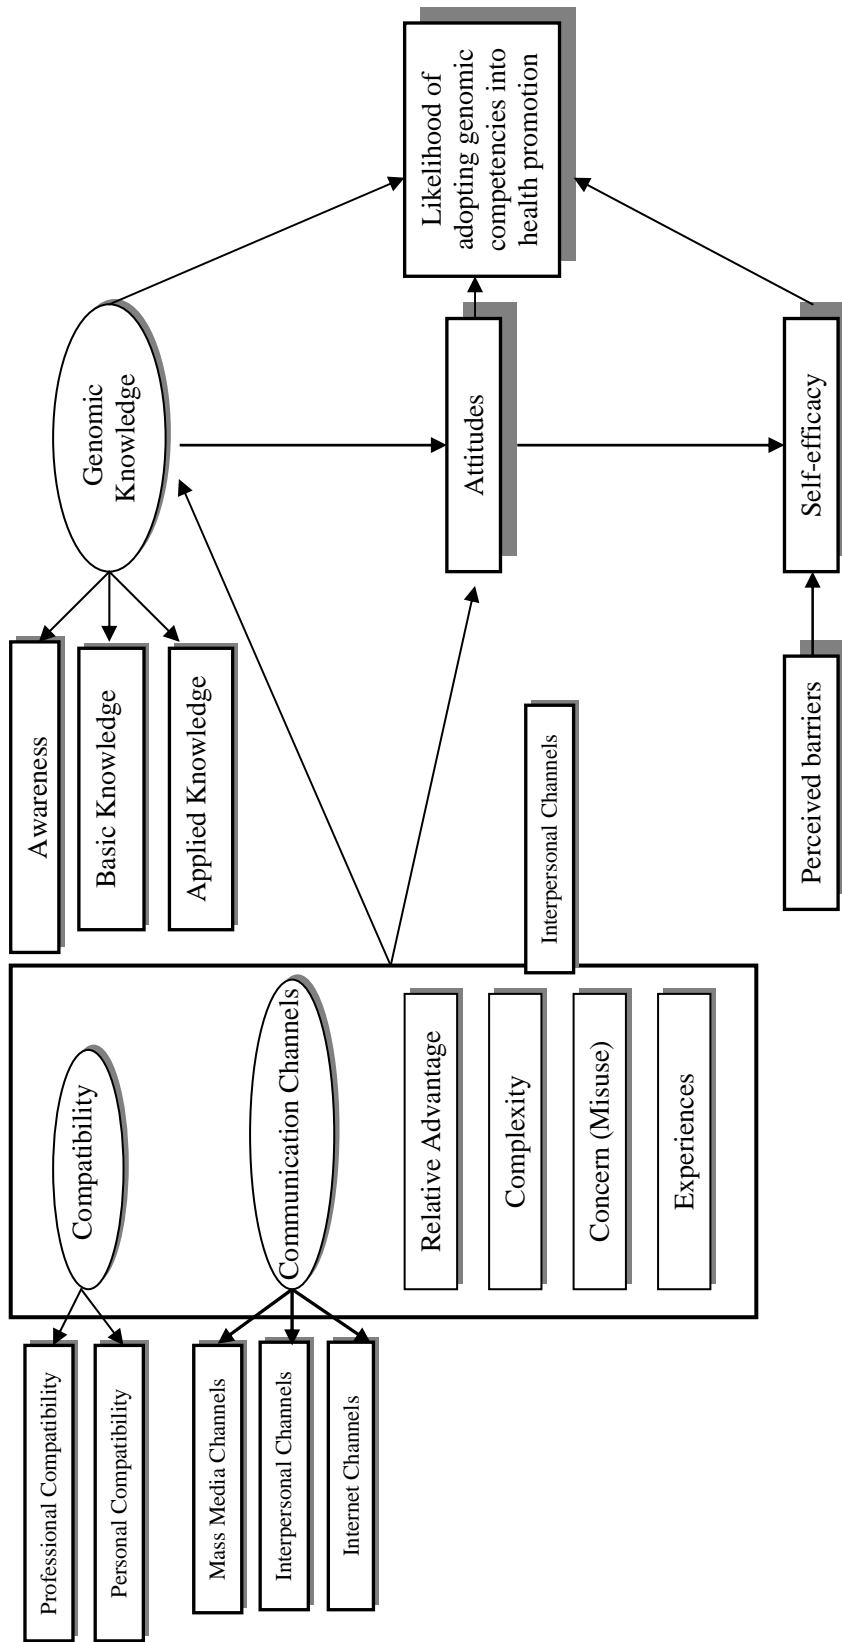 Professional Compatibility
Personal Compatibility
Mass Media Channels
Interpersonal Channels
Internet Channels
Compatibility
Communication Channels
Relative Advantage
Complexity
Concern (Misuse)
Experiences
Awareness
Basic Knowledge
Applied Knowledge
Interpersonal Channels
Perceived barriers
Genomic
Knowledge
Attitudes
Self-efficacy
Likelihood of
adopting genomic
competencies into
health promotion